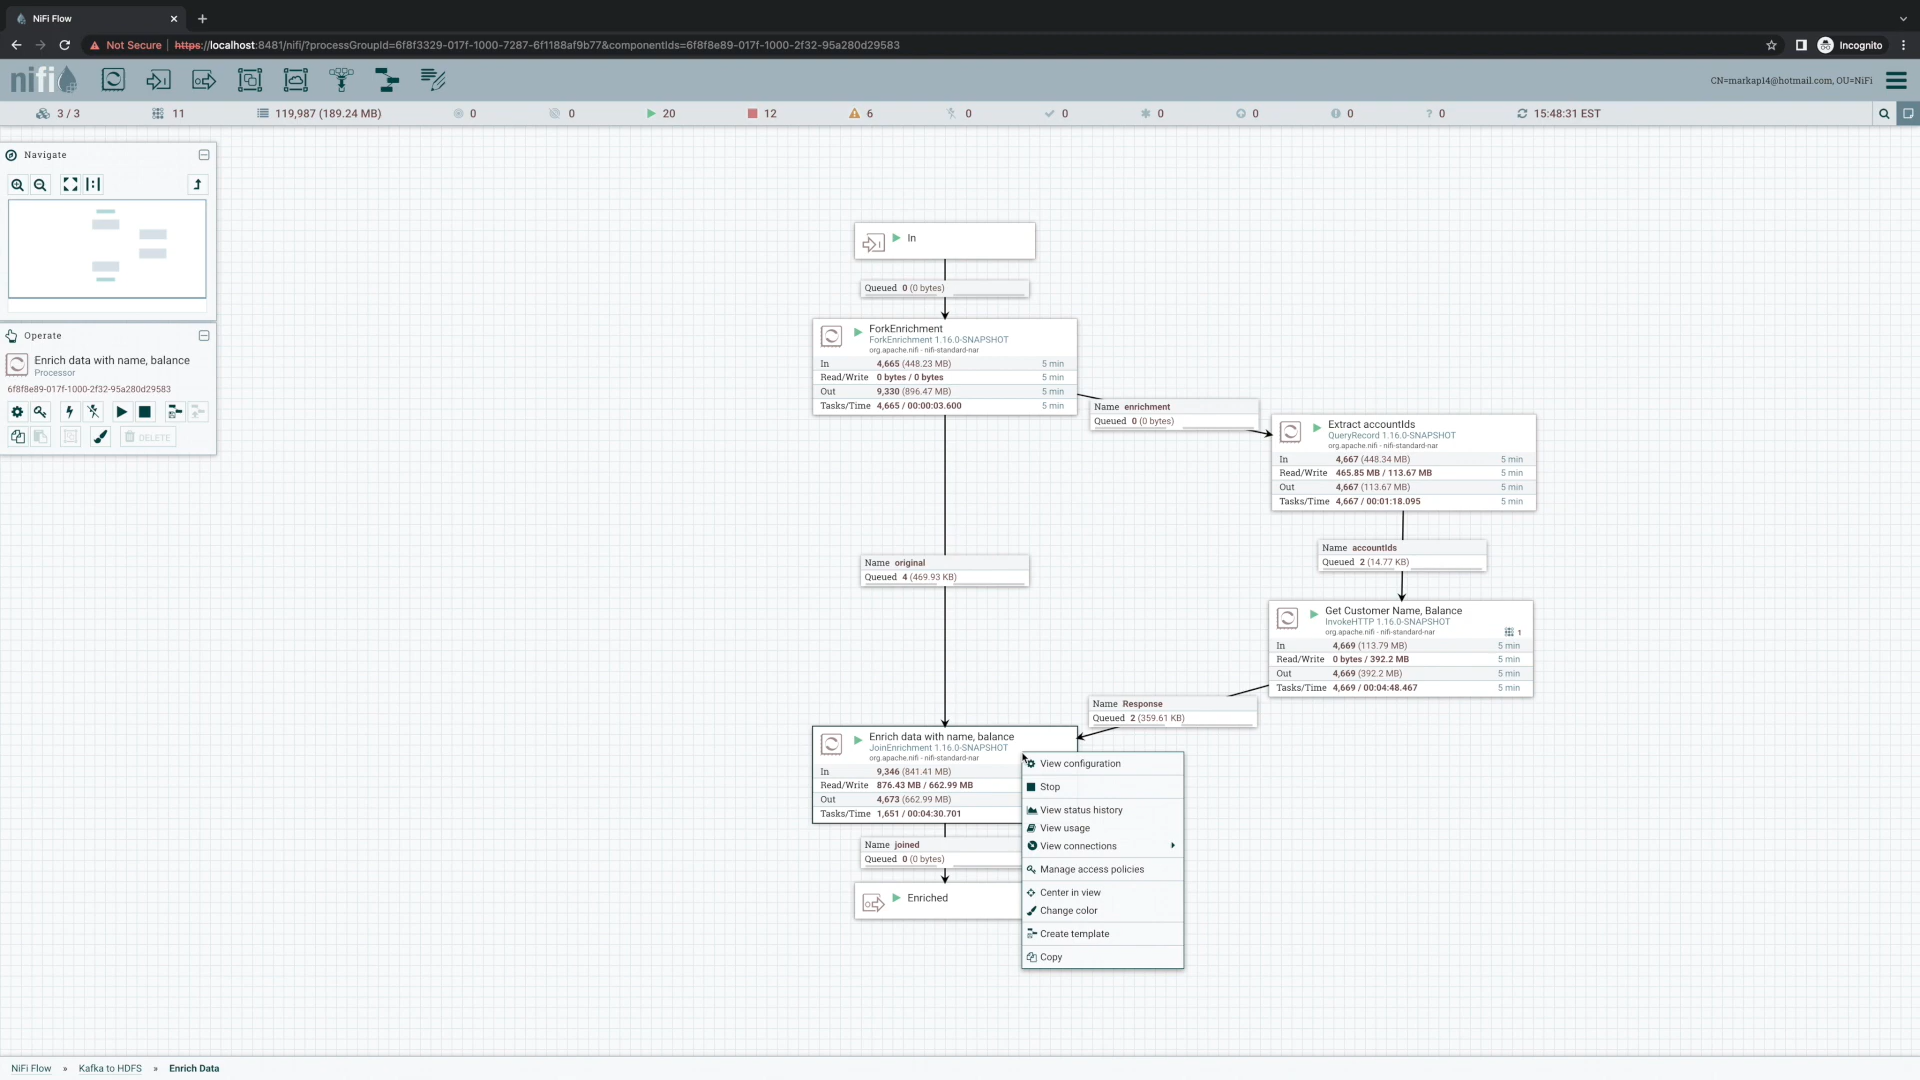 NiFi Flow
Not Secure https://localhost:8481/nifi/?processGroupId=6f8f3329-017f-1000-7287-6f1188af9b77&componentIds=6f8f8e89-017f-1000-2f32-95a280d29583
Incognito
nifi
CN=markap14@hotmail.com, OU=NiFi
3 / 3
11
119,987 (189.24 MB)
0
0
20
12
6
0
0
0
0
0
? 0
15:48:31 EST
Navigate
Operate
Enrich data with name, balance
Processor
6f8f8e89-017f-1000-2f32-95a280d29583
DELETE
In
Queued 0 (0 bytes)
ForkEnrichment
ForkEnrichment 1.16.0-SNAPSHOT
org.apache.nifi - nifi-standard-nar
In 4,665 (448.23 MB) 5 min
Read/Write 0 bytes / 0 bytes 5 min
Out 9,330 (896.47 MB) 5 min
Tasks/Time 4,665 / 00:00:03.600 5 min
Name enrichment
Queued 0 (0 bytes)
Extract accountIds
QueryRecord 1.16.0-SNAPSHOT
org.apache.nifi - nifi-standard-nar
In 4,667 (448.34 MB) 5 min
Read/Write 465.85 MB / 113.67 MB 5 min
Out 4,667 (113.67 MB) 5 min
Tasks/Time 4,667 / 00:01:18.095 5 min
Name accountIds
Queued 2 (14.77 KB)
Name original
Queued 4 (469.93 KB)
Get Customer Name, Balance
InvokeHTTP 1.16.0-SNAPSHOT
org.apache.nifi - nifi-standard-nar
1
In 4,669 (113.79 MB) 5 min
Read/Write 0 bytes / 392.2 MB 5 min
Out 4,669 (392.2 MB) 5 min
Tasks/Time 4,669 / 00:04:48.467 5 min
Name Response
Queued 2 (359.61 KB)
Enrich data with name, balance
JoinEnrichment 1.16.0-SNAPSHOT
org.apache.nifi - nifi-standard-nar
In 9,346 (841.41 MB)
Read/Write 876.43 MB / 662.99 MB
Out 4,673 (662.99 MB)
Tasks/Time 1,651 / 00:04:30.701
Name joined
Queued 0 (0 bytes)
Enriched
View configuration
Stop
View status history
View usage
View connections
Manage access policies
Center in view
Change color
Create template
Copy
NiFi Flow » Kafka to HDFS » Enrich Data